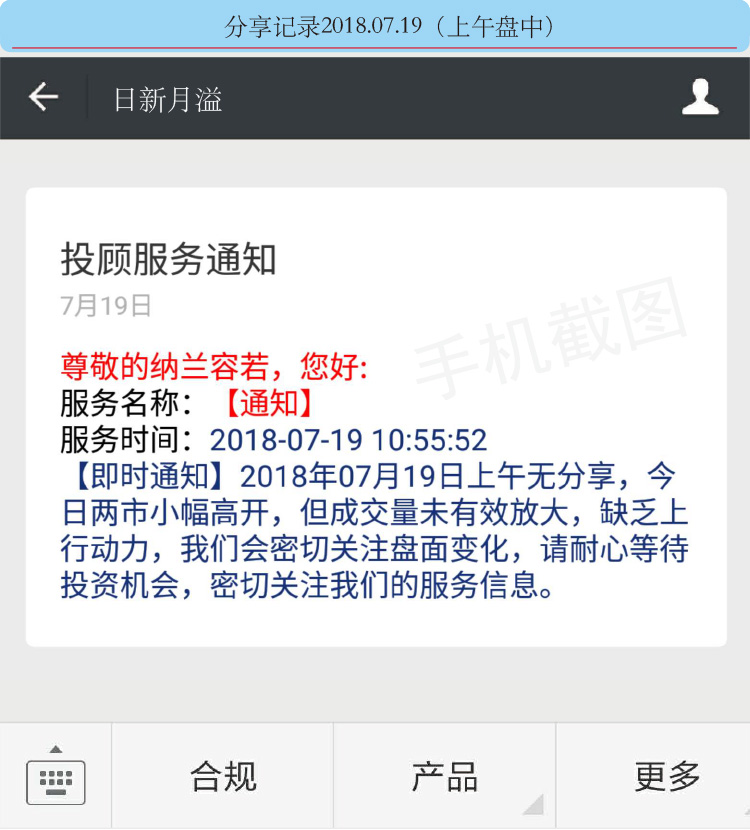 分享记录2018.07.19（上午盘中）
日新月溢
投顾服务通知
7月19日
手机截图
尊敬的纳兰容若，您好:
服务名称：【通知】
服务时间：2018-07-19 10:55:52
【即时通知】2018年07月19日上午无分享，今
日两市小幅高开，但成交量未有效放大，缺乏上
行动力，我们会密切关注盘面变化，请耐心等待
投资机会，密切关注我们的服务信息。
合规
产品
更多